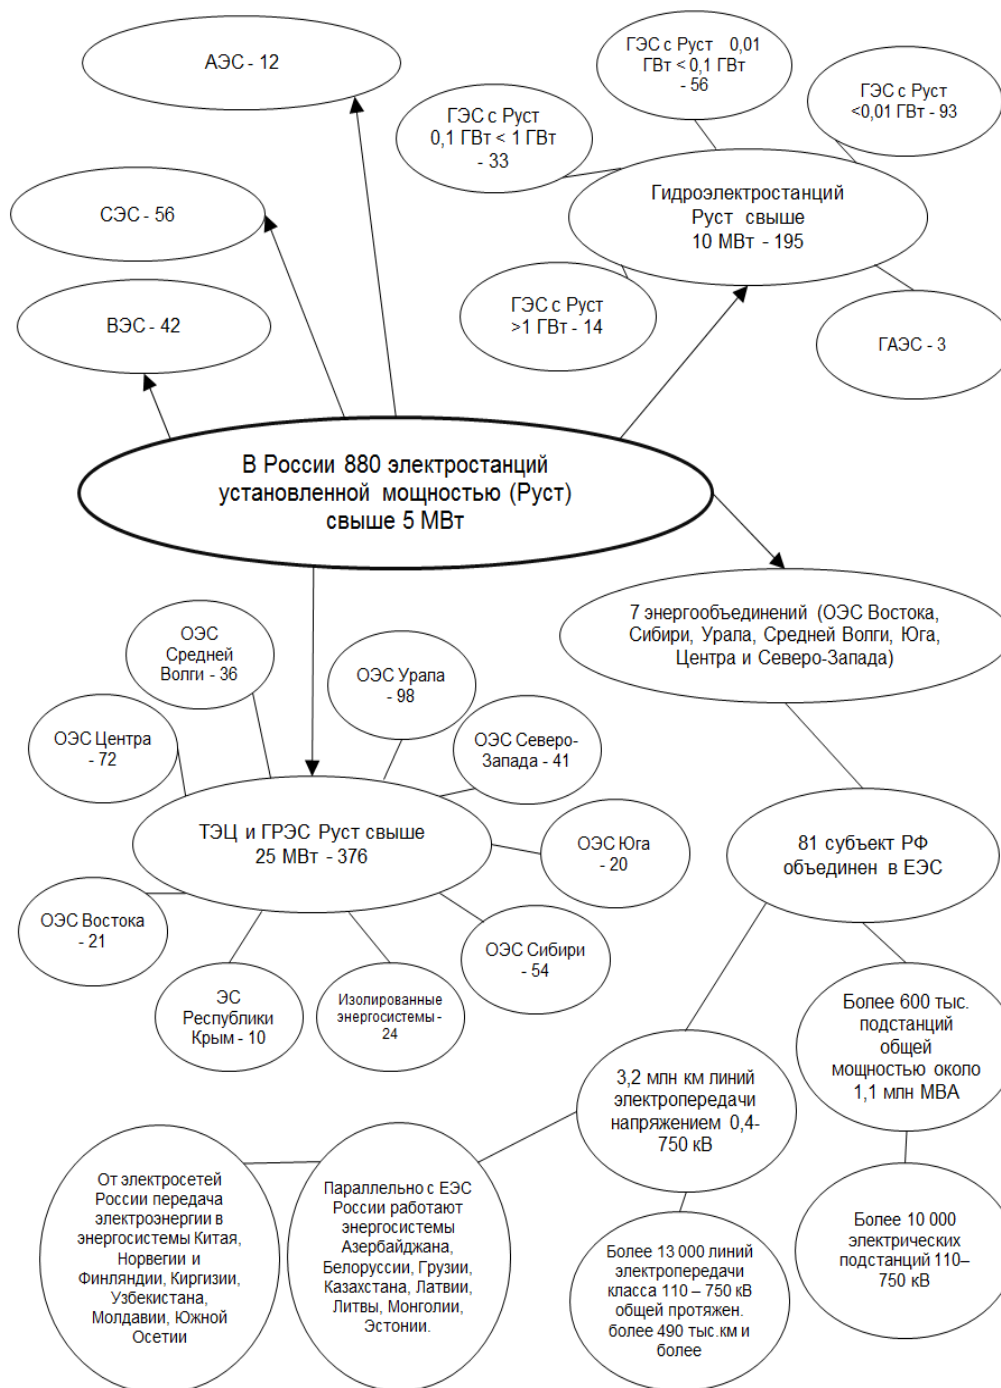 АЭС - 12
ГЭС с Руст 0,01
ГВт < 0,1 ГВт
- 56
ГЭС с Руст
<0,01 ГВт - 93
ГЭС с Руст
0,1 ГВт < 1 ГВт
- 33
СЭС - 56
Гидроэлектростанций
Руст свыше
10 МВт - 195
ВЭС - 42
ГЭС с Руст
>1 ГВт - 14
ГАЭС - 3
В России 880 электростанций
установленной мощностью (Руст)
свыше 5 МВт
7 энергообъединений (ОЭС Востока,
Сибири, Урала, Средней Волги, Юга,
Центра и Северо-Запада)
ОЭС
Средней
Волги - 36
ОЭС Урала
- 98
ОЭС Центра
- 72
ОЭС Северо-
Запада - 41
ТЭЦ и ГРЭС Руст свыше
25 МВт - 376
ОЭС Юга
- 20
81 субъект РФ
объединен в ЕЭС
ОЭС Востока
- 21
ОЭС Сибири
- 54
ЭС
Республики
Крым - 10
Изолированные
энергосистемы -
24
Более 600 тыс.
подстанций
общей
мощностью около
1,1 млн МВА
3,2 млн км линий
электропередачи
напряжением 0,4-
750 кВ
От электросетей
России передача
электроэнергии в
энергосистемы Китая,
Норвегии и
Финляндии, Киргизии,
Узбекистана,
Молдавии, Южной
Осетии
Параллельно с ЕЭС
России работают
энергосистемы
Азербайджана,
Белоруссии, Грузии,
Казахстана, Латвии,
Литвы, Монголии,
Эстонии.
Более 13 000 линий
электропередачи
класса 110 – 750 кВ
общей протяжен.
более 490 тыс.км и
более
Более 10 000
электрических
подстанций 110–
750 кВ